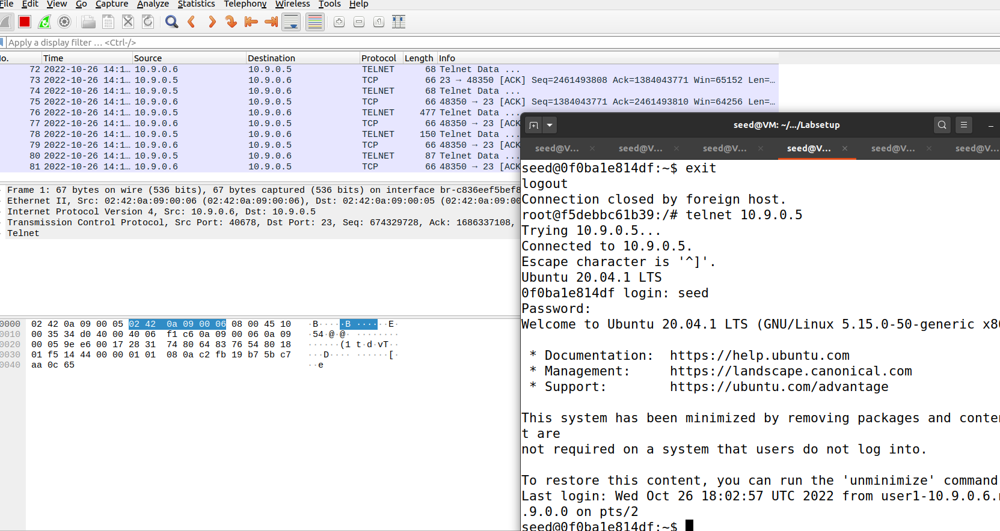 File Edit View Go Capture Analyze Statistics Telephony Wireless Tools Help
Apply a display filter … <Ctrl-/>
No. Time Source Destination Protocol Length Info
72 2022-10-26 14:1… 10.9.0.6 10.9.0.5 TELNET 68 Telnet Data ...
73 2022-10-26 14:1… 10.9.0.5 10.9.0.6 TCP 66 23 → 48350 [ACK] Seq=2461493808 Ack=1384043771 Win=65152 Len=…
74 2022-10-26 14:1… 10.9.0.5 10.9.0.6 TELNET 68 Telnet Data ...
75 2022-10-26 14:1… 10.9.0.6 10.9.0.5 TCP 66 48350 → 23 [ACK] Seq=1384043771 Ack=2461493810 Win=64256 Len=…
76 2022-10-26 14:1… 10.9.0.5 10.9.0.6 TELNET 477 Telnet Data ...
77 2022-10-26 14:1… 10.9.0.6 10.9.0.5 TCP 66 48350 → 23 [ACK
78 2022-10-26 14:1… 10.9.0.5 10.9.0.6 TELNET 150 Telnet Data ...
79 2022-10-26 14:1… 10.9.0.6 10.9.0.5 TCP 66 48350 → 23 [ACK
80 2022-10-26 14:1… 10.9.0.5 10.9.0.6 TELNET 87 Telnet Data ...
81 2022-10-26 14:1… 10.9.0.6 10.9.0.5 TCP 66 48350 → 23 [ACK
Frame 1: 67 bytes on wire (536 bits), 67 bytes captured (536 bits) on interface br-c836eef5bef8
Ethernet II, Src: 02:42:0a:09:00:06 (02:42:0a:09:00:06), Dst: 02:42:0a:09:00:05 (02:42:0a:09:00
Internet Protocol Version 4, Src: 10.9.0.6, Dst: 10.9.0.5
Transmission Control Protocol, Src Port: 40678, Dst Port: 23, Seq: 674329728, Ack: 1686337108,
Telnet
0000 02 42 0a 09 00 05 02 42 0a 09 00 06 08 00 45 10 ·B·····B ······E·
0010 00 35 34 d0 40 00 40 06 f1 c6 0a 09 00 06 0a 09 ·54·@·@· ········
0020 00 05 9e e6 00 17 28 31 74 80 64 83 76 54 80 18 ······(1 t·d·vT··
0030 01 f5 14 44 00 00 01 01 08 0a c2 fb 19 b7 5b c7 ···D···· ······[·
0040 aa 0c 65 ··e
seed@VM: ~/.../Labsetup
seed@V... × seed@V... × seed@V... × seed@V... × seed@V... × seed@V...
seed@0f0ba1e814df:~$ exit
logout
Connection closed by foreign host.
root@f5debbc61b39:/# telnet 10.9.0.5
Trying 10.9.0.5...
Connected to 10.9.0.5.
Escape character is '^]'.
Ubuntu 20.04.1 LTS
0f0ba1e814df login: seed
Password:
Welcome to Ubuntu 20.04.1 LTS (GNU/Linux 5.15.0-50-generic x8
* Documentation: https://help.ubuntu.com
* Management: https://landscape.canonical.com
* Support: https://ubuntu.com/advantage
This system has been minimized by removing packages and conte
t are
not required on a system that users do not log into.
To restore this content, you can run the 'unminimize' command
Last login: Wed Oct 26 18:02:57 UTC 2022 from user1-10.9.0.6.
.9.0.0 on pts/2
seed@0f0ba1e814df:~$